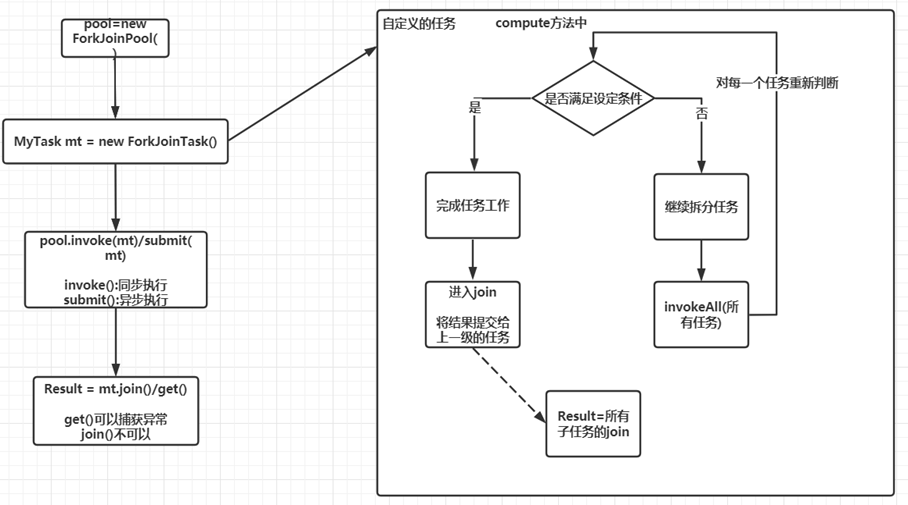 pool=new
ForkJoinPool(
)
MyTask mt = new ForkJoinTask()
pool.invoke(mt)/submit(
mt)
invoke():同步执行
submit():异步执行
Result = mt.join()/get()
get()可以捕获异常
join()不可以
自定义的任务
compute方法中
对每一个任务重新判断
是否满足设定条件
是
否
完成任务工作
继续拆分任务
进入join
将结果提交给
上一级的任务
invokeAll(所
有任务)
Result=所有
子任务的join